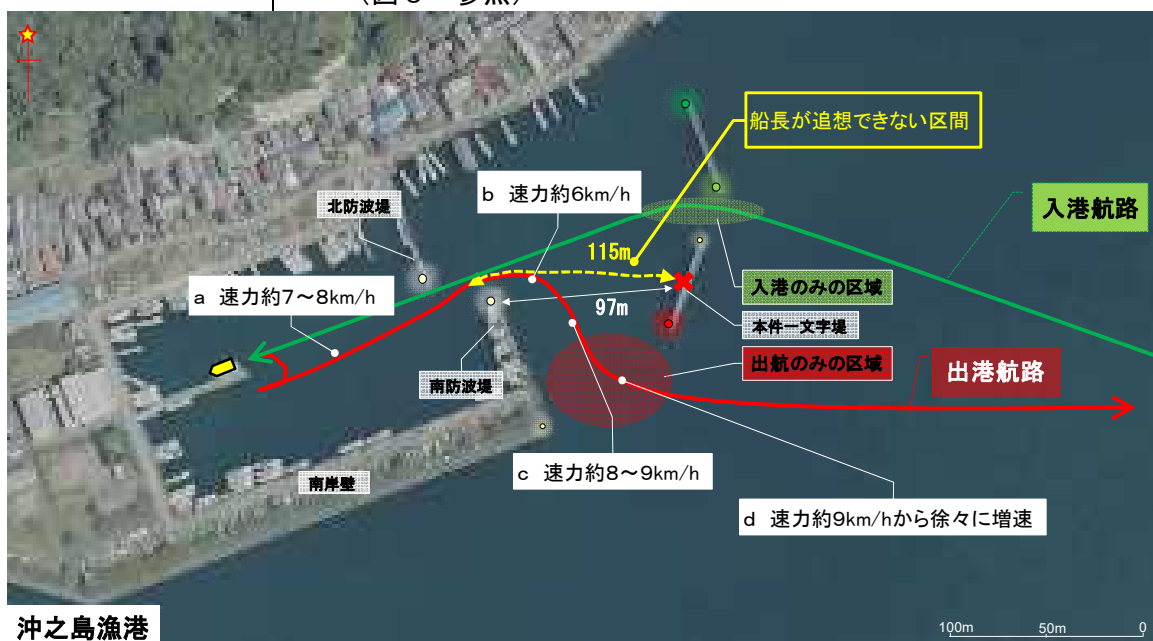 （図３ 参照）
船長が追想できない区間
b 速力約6km/h
北防波堤
入港航路
115m
a 速力約7～8km/h
入港のみの区域
97m
本件一文字堤
出航のみの区域
出港航路
南防波堤
c 速力約8～9km/h
南岸壁
d 速力約9km/hから徐々に増速
沖之島漁港
100m 50m 0